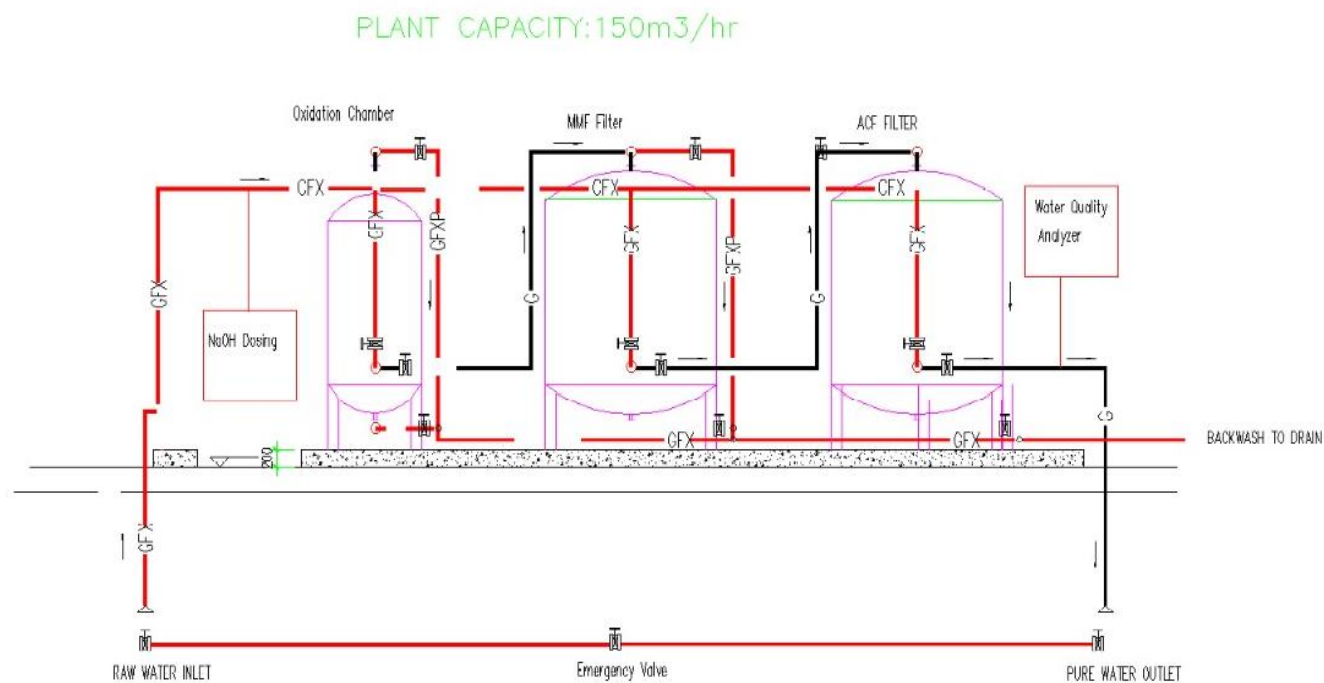 PLANT CAPACITY:150m3/hr
Oxidation Chamber
MMF Filter
ACF FILTER
CFX
CFX
CFX
GFX
GFX
GFXP
GFX
GFXP
GFX
Water Quality
Analyzer
G
G
NaOH Dosing
G
GFX
GFX
BACKWASH TO DRAIN
200
GFX
RAW WATER INLET
Emergency Valve
PURE WATER OUTLET